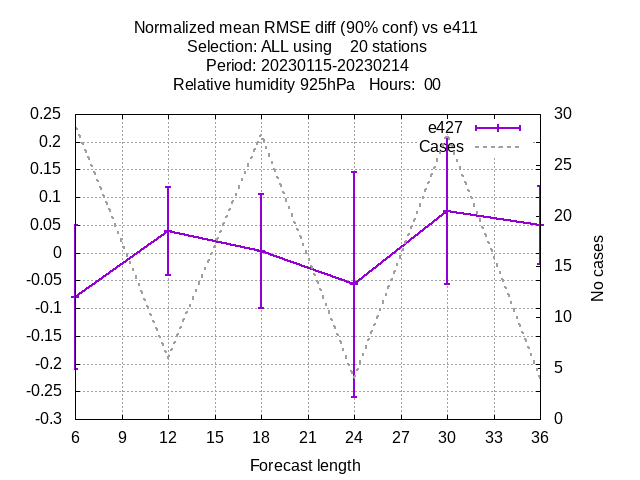 Normalized mean RMSE diff (90% conf) vs e411
Selection: ALL using    20 stations
Period: 20230115-20230214
Relative humidity 925hPa   Hours:  00
0.25
0.2
0.15
0.1
0.05
0
-0.05
-0.1
-0.15
-0.2
-0.25
-0.3
e427
Cases
30
25
20
15
10
5
0
No cases
6 9 12 15 18 21 24 27 30 33 36
Forecast length